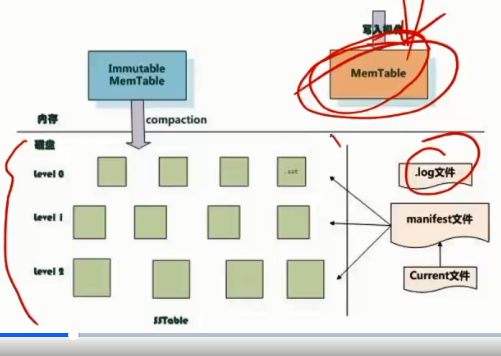 写入
Immutable
MemTable
MemTable
内存
compaction
磁盘
Level 0
.sst
.log文件
Level 1
manifest文件
Level 2
Current文件
SSTable